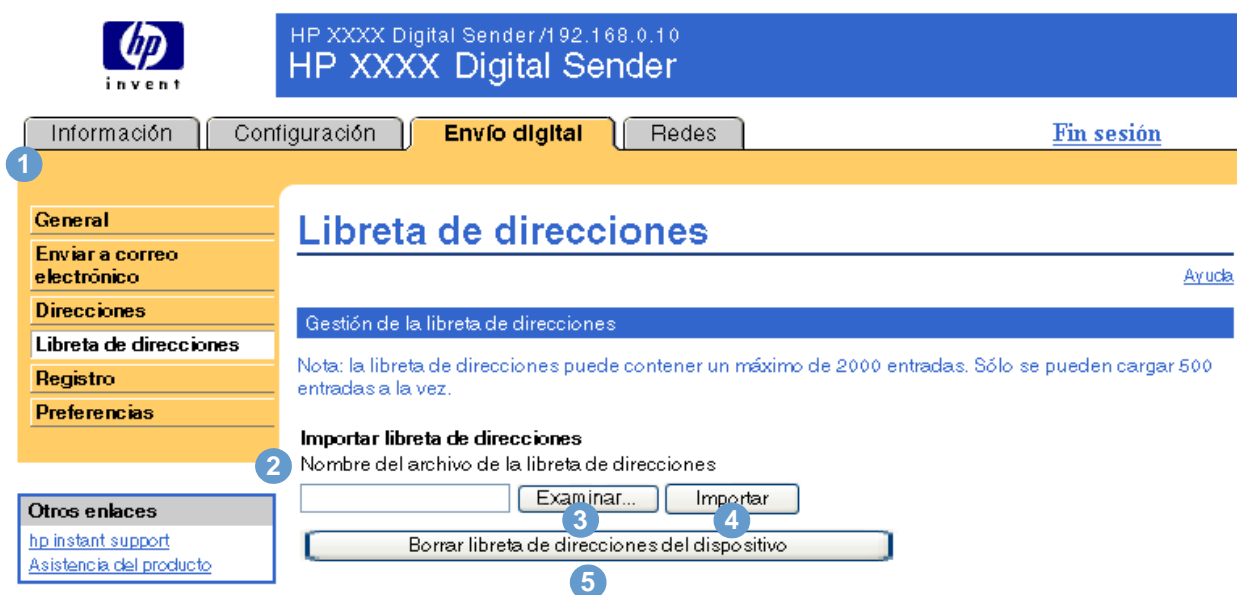 hp
invent
HP XXXX Digital Sender/192.168.0.10
HP XXXX Digital Sender
Información
Configuración
Envío digital
Redes
Fin sesión
1
General
Enviar a correo
electrónico
Direcciones
Libreta de direcciones
Registro
Preferencias
Otros enlaces
hp instant support
Asistencia del producto
Libreta de direcciones
Ayuda
Gestión de la libreta de direcciones
Nota: la libreta de direcciones puede contener un máximo de 2000 entradas. Sólo se pueden cargar 500
entradas a la vez.
Importar libreta de direcciones
2
Nombre del archivo de la libreta de direcciones
Examinar...
Importar
3
4
Borrar libreta de direcciones del dispositivo
5